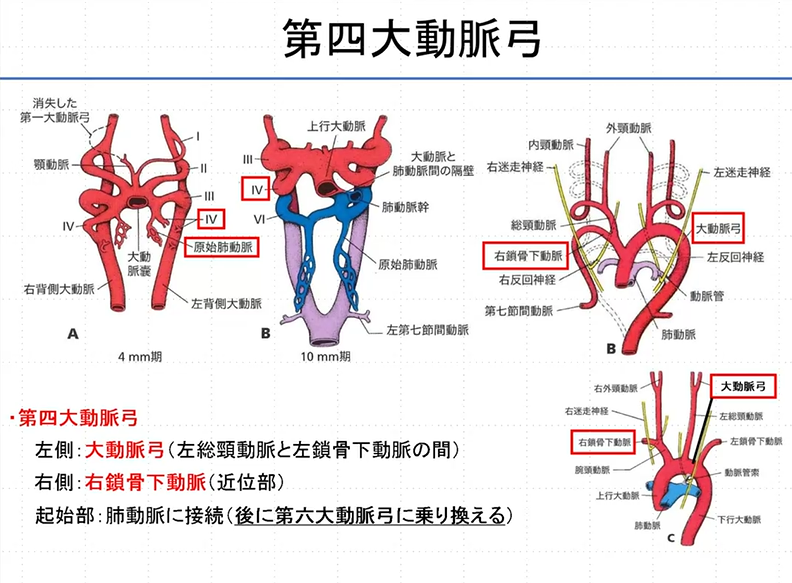 第四大動脈弓
消失した
第一大動脈弓
顎動脈
I
II
III
IV
IV
原始肺動脈
大動
脈嚢
右背側大動脈
左背側大動脈
A
4 mm期
上行大動脈
III
IV
VI
大動脈と
肺動脈間の隔壁
肺動脈幹
原始肺動脈
左第七節間動脈
B
10 mm期
外頸動脈
内頸動脈
右迷走神経
左迷走神経
総頸動脈
大動脈弓
右鎖骨下動脈
左反回神経
右反回神経
動脈管
第七節間動脈
肺動脈
B
・第四大動脈弓
左側：大動脈弓（左総頸動脈と左鎖骨下動脈の間）
右側：右鎖骨下動脈（近位部）
起始部：肺動脈に接続（後に第六大動脈弓に乗り換える）
右外頸動脈
大動脈弓
右迷走神経
左総頸動脈
右鎖骨下動脈
左鎖骨下動脈
腕頭動脈
動脈管索
上行大動脈
肺動脈
下行大動脈
C